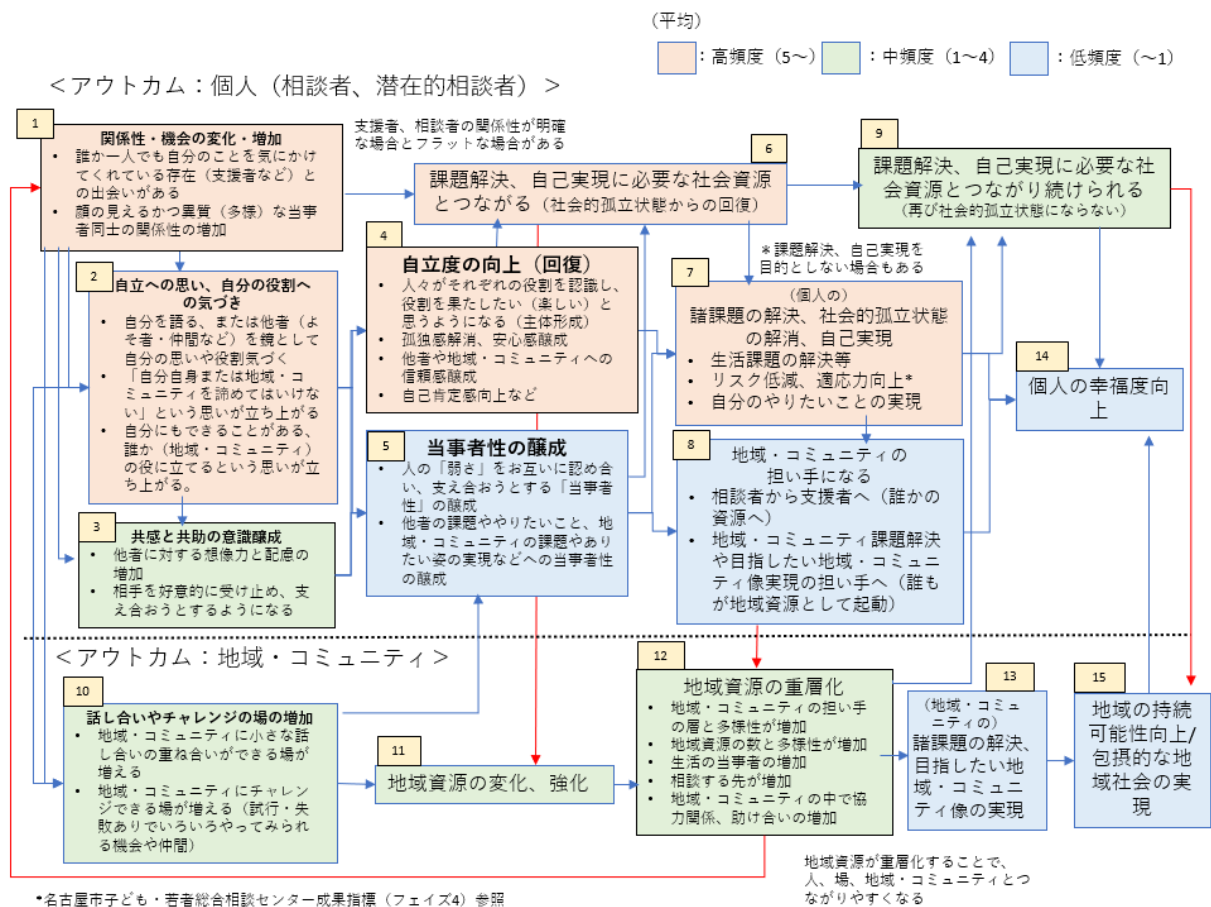 （平均）
：高頻度（5～）
：中頻度（1～4）
：低頻度（～1）
＜アウトカム：個人（相談者、潜在的相談者）＞
1
関係性・機会の変化・増加
• 誰か一人でも自分のことを気にかけ
てくれている存在（支援者など）と
の出会いがある
• 顔の見えるかつ異質（多様）な当事
者同士の関係性の増加
支援者、相談者の関係性が明確
な場合とフラットな場合がある
6
課題解決、自己実現に必要な社会資源
とつながる（社会的孤立状態からの回復）
9
課題解決、自己実現に必要な社
会資源とつながり続けられる
（再び社会的孤立状態にならない）
2
自立への思い、自分の役割へ
の気づき
• 自分を語る、または他者（よ
そ者・仲間など）を鏡として
自分の思いや役割気づく
• 「自分自身または地域・コ
ミュニティを諦めてはいけな
い」という思いが立ち上がる
• 自分にもできることがある、
誰か（地域・コミュニティ）
の役に立てるという思いが立
ち上がる。
4
自立度の向上（回復）
• 人々がそれぞれの役割を認識し、
役割を果たしたい（楽しい）と
思うようになる（主体形成）
• 孤独感解消、安心感醸成
• 他者や地域・コミュニティへの
信頼感醸成
• 自己肯定感向上など
＊課題解決、自己実現を
目的としない場合もある
7
（個人の）
諸課題の解決、社会的孤立状態
の解消、自己実現
• 生活課題の解決等
• リスク低減、適応力向上*
• 自分のやりたいことの実現
14
個人の幸福度向
上
3
共感と共助の意識醸成
• 他者に対する想像力と配慮の
増加
• 相手を好意的に受け止め、支
え合おうとするようになる
5
当事者性の醸成
• 人の「弱さ」をお互いに認め合
い、支え合おうとする「当事者
性」の醸成
• 他者の課題ややりたいこと、地
域・コミュニティの課題やあり
たい姿の実現などへの当事者性
の醸成
8
地域・コミュニティの
担い手になる
• 相談者から支援者へ（誰かの
資源へ）
• 地域・コミュニティ課題解決
や目指したい地域・コミュニ
ティ像実現の担い手へ（誰も
が地域資源として起動）
＜アウトカム：地域・コミュニティ＞
10
話し合いやチャレンジの場の増加
• 地域・コミュニティに小さな話
し合いの重ね合いができる場が
増える
• 地域・コミュニティにチャレン
ジできる場が増える（試行・失
敗ありでいろいろやってみられ
る機会や仲間）
11
地域資源の変化、強化
12
地域資源の重層化
• 地域・コミュニティの担い手
の層と多様性が増加
• 地域資源の数と多様性が増加
• 生活の当事者の増加
• 相談する先が増加
• 地域・コミュニティの中で協
力関係、助け合いの増加
13
（地域・コミュ
ニティの）
諸課題の解決、
目指したい地
域・コミュニ
ティ像の実現
15
地域の持続
可能性向上/
包摂的な地
域社会の実
現
地域資源が重層化することで、
人、場、地域・コミュニティとつ
ながりやすくなる
*名古屋市子ども・若者総合相談センター成果指標（フェイズ4）参照